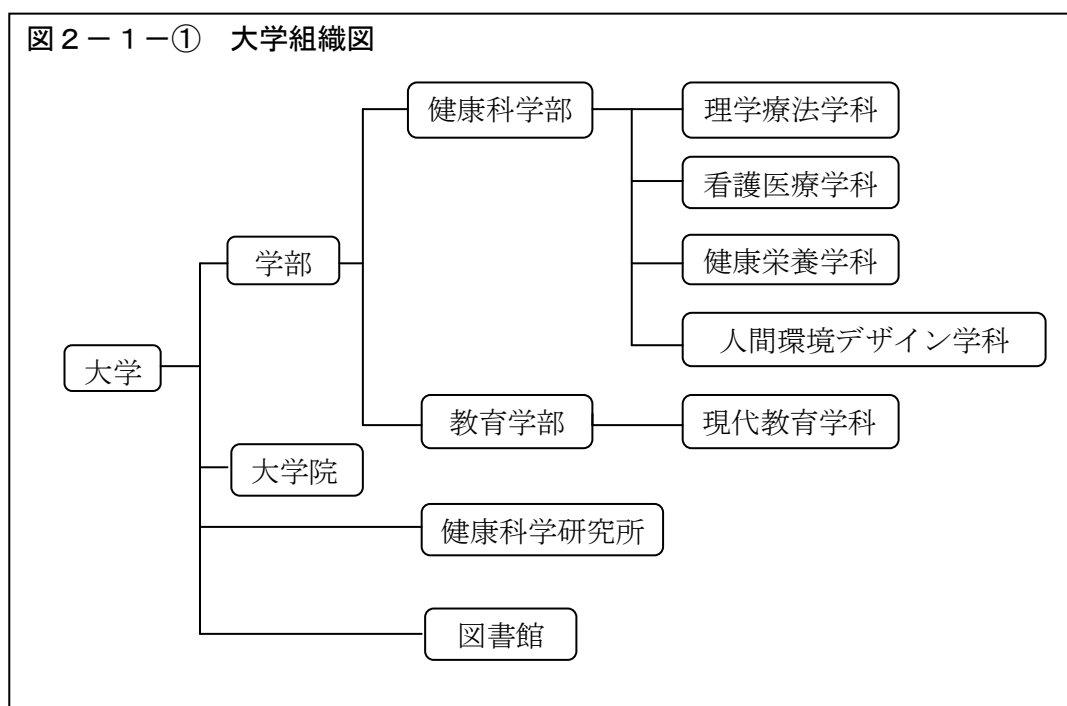 図2－1－①　大学組織図
健康科学部
理学療法学科
看護医療学科
学部
健康栄養学科
人間環境デザイン学科
大学
教育学部
現代教育学科
大学院
健康科学研究所
図書館